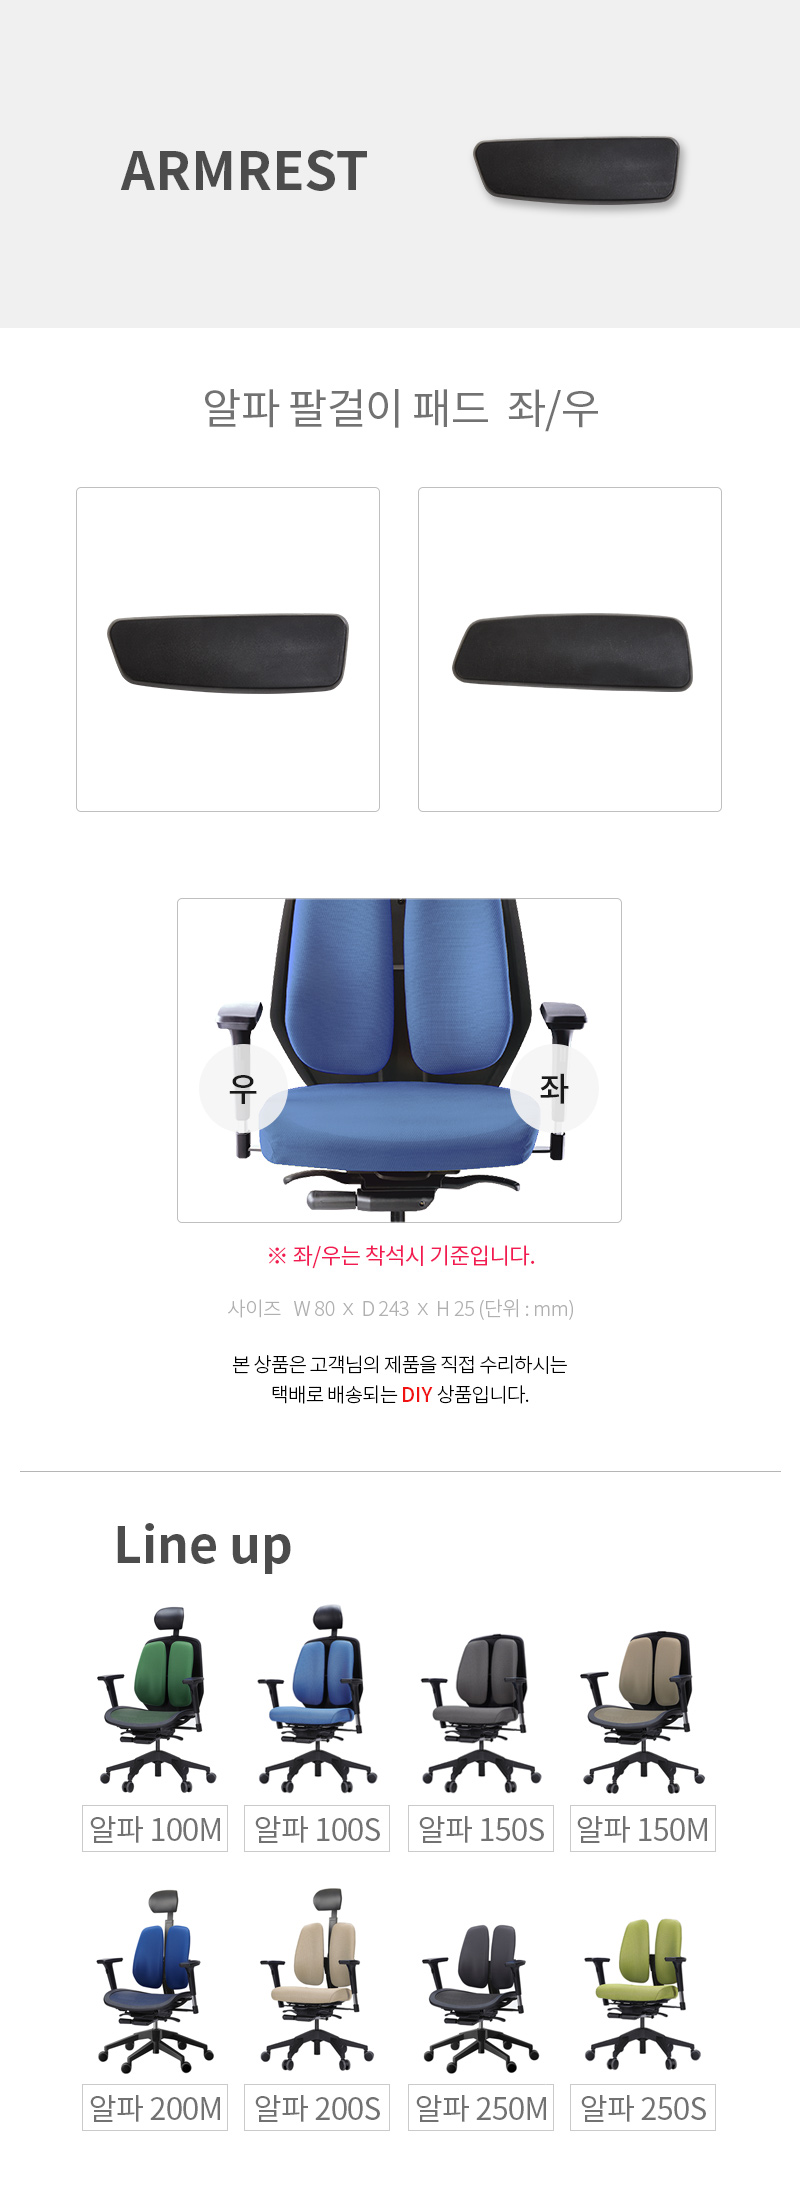 ARMREST
알파 팔걸이 패드 좌/우
우
좌
※ 좌/우는 착석시 기준입니다.
사이즈 W 80 X D 243 X H 25 (단위 : mm)
본 상품은 고객님의 제품을 직접 수리하시는
택배로 배송되는 DIY 상품입니다.
Line up
알파 100M
알파 100S
알파 150S
알파 150M
알파 200M
알파 200S
알파 250M
알파 250S